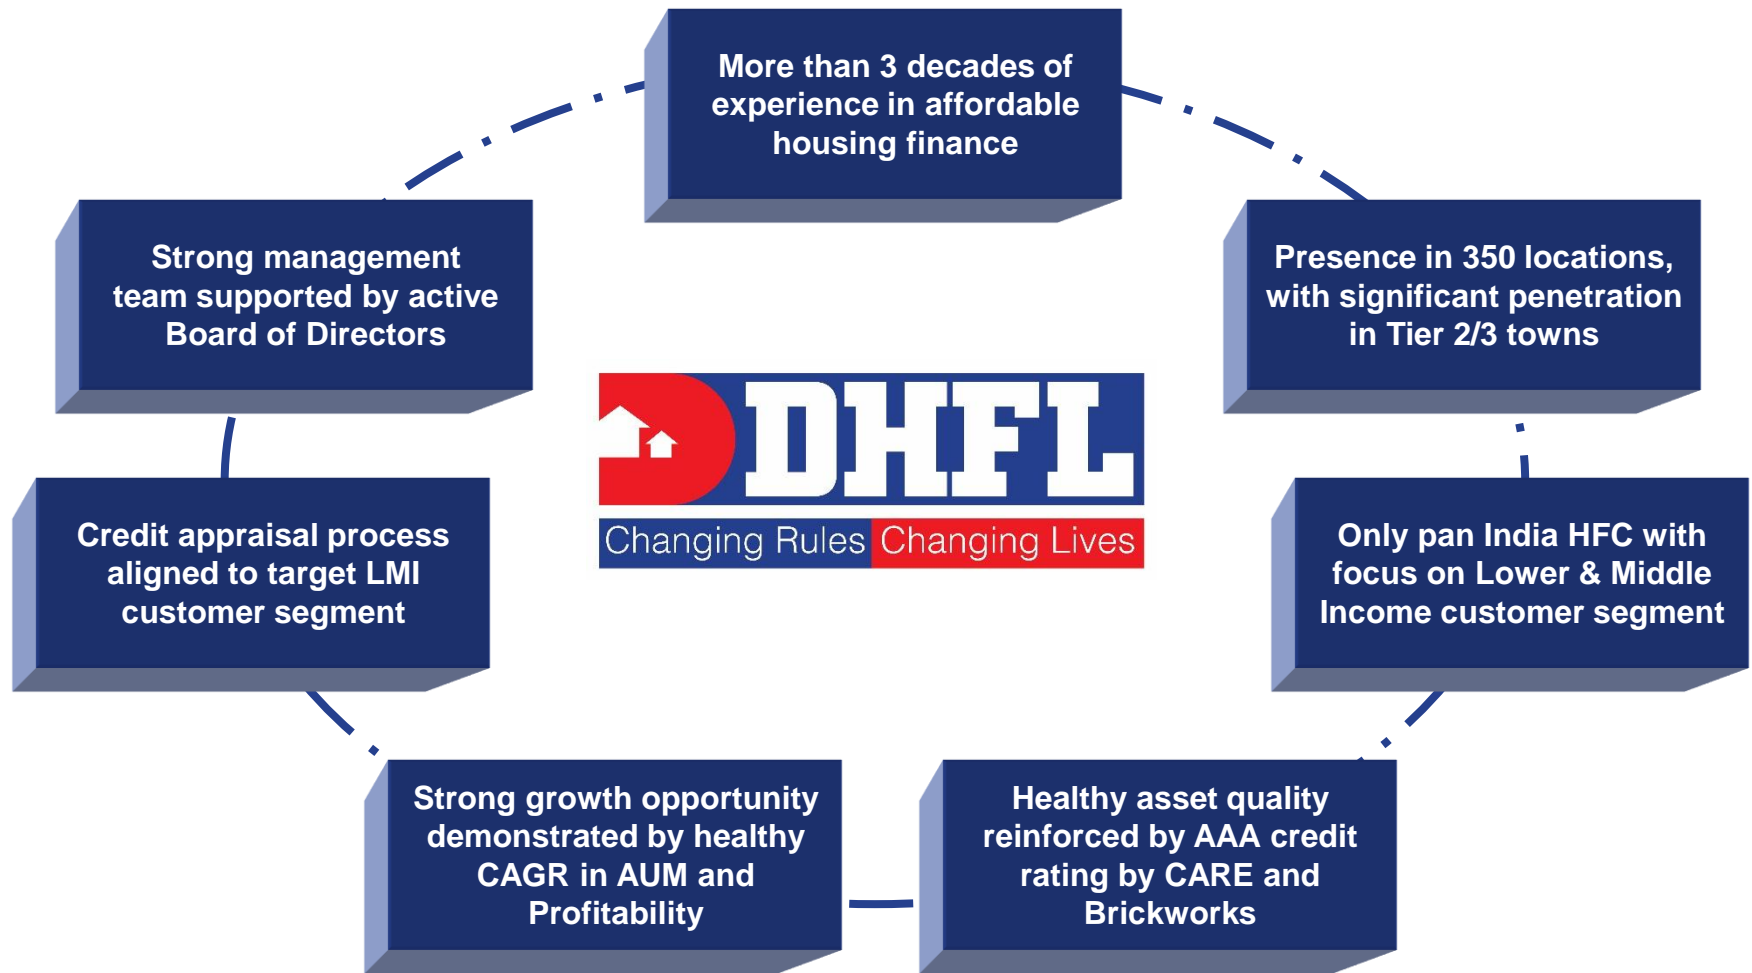 More than 3 decades of
experience in affordable
housing finance
Presence in 350 locations,
with significant penetration
in Tier 2/3 towns
Only pan India HFC with
focus on Lower & Middle
Income customer segment
Healthy asset quality
reinforced by AAA credit
rating by CARE and
Brickworks
Strong growth opportunity
demonstrated by healthy
CAGR in AUM and
Profitability
Credit appraisal process
aligned to target LMI
customer segment
Strong management
team supported by active
Board of Directors
DHFL
Changing Rules Changing Lives